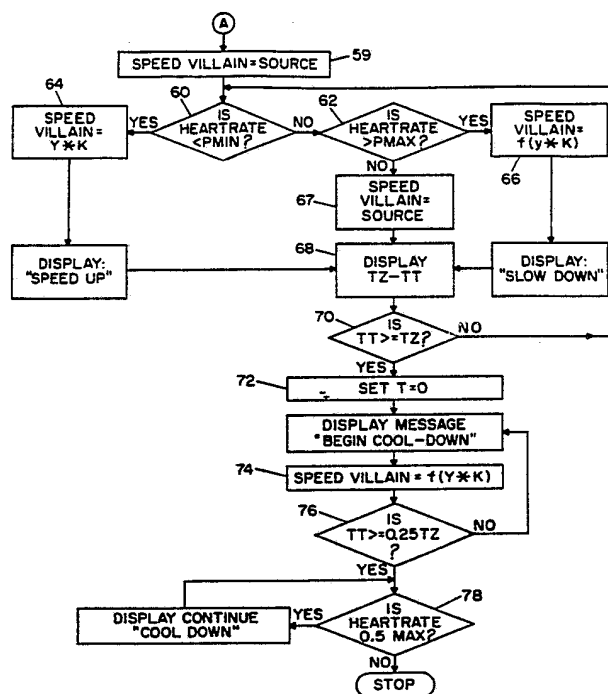 A
SPEED VILLAIN=SOURCE
59
64
SPEED
VILLAIN=
Y*K
YES
60
IS
HEARTRATE
<PMIN?
NO
62
IS
HEARTRATE
>PMAX?
YES
SPEED
VILLAIN=
f(y*K)
66
NO
67
SPEED
VILLAIN=
SOURCE
DISPLAY:
"SPEED UP"
68
DISPLAY
TZ-TT
DISPLAY:
"SLOW DOWN"
70
IS
TT>=TZ?
NO
YES
72
SET T=0
DISPLAY MESSAGE
"BEGIN COOL-DOWN"
74
SPEED VILLAIN = f(Y*K)
76
IS
TT>=0.25TZ
?
NO
YES
78
DISPLAY CONTINUE
"COOL DOWN"
YES
IS
HEARTRATE
0.5 MAX?
NO
STOP